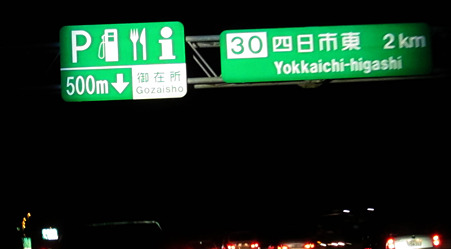 P
500m
御在所
Gozaisho
30 四日市東 2km
Yokkaichi-higashi